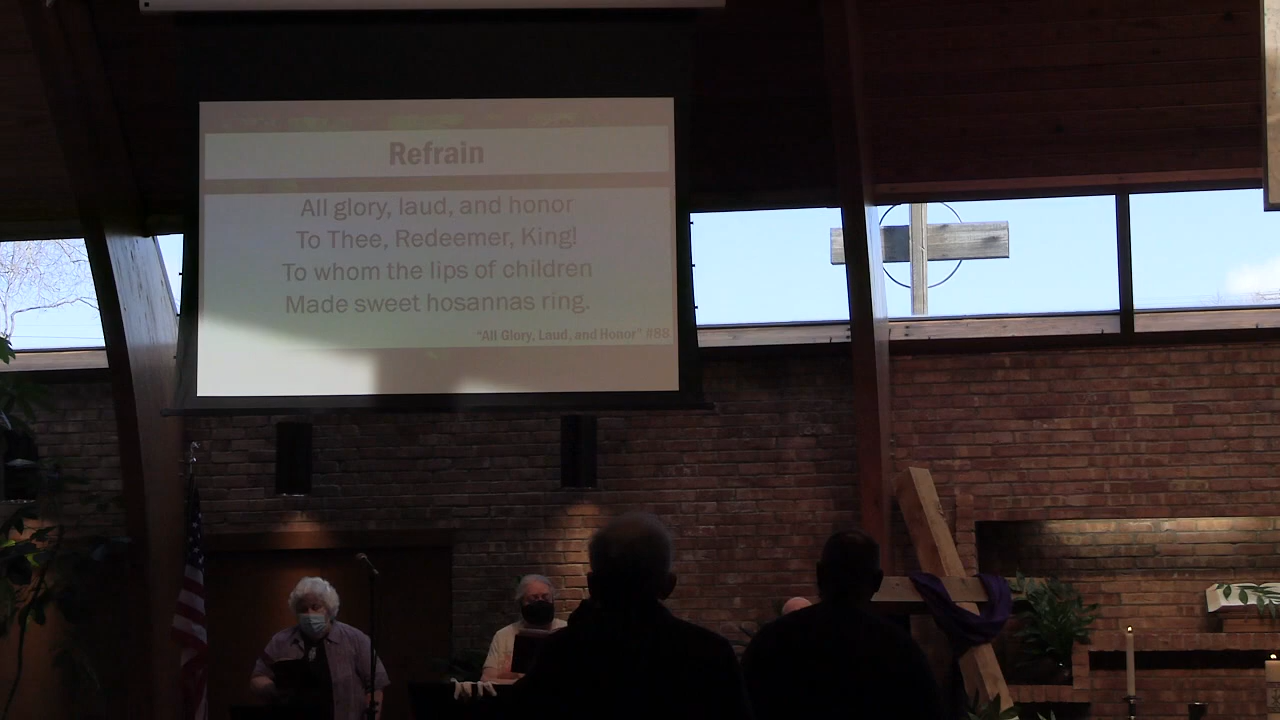 Refrain
All glory, laud, and honor
To Thee, Redeemer, King!
To whom the lips of children
Made sweet hosannas ring.
"All Glory, Laud, and Honor" #88